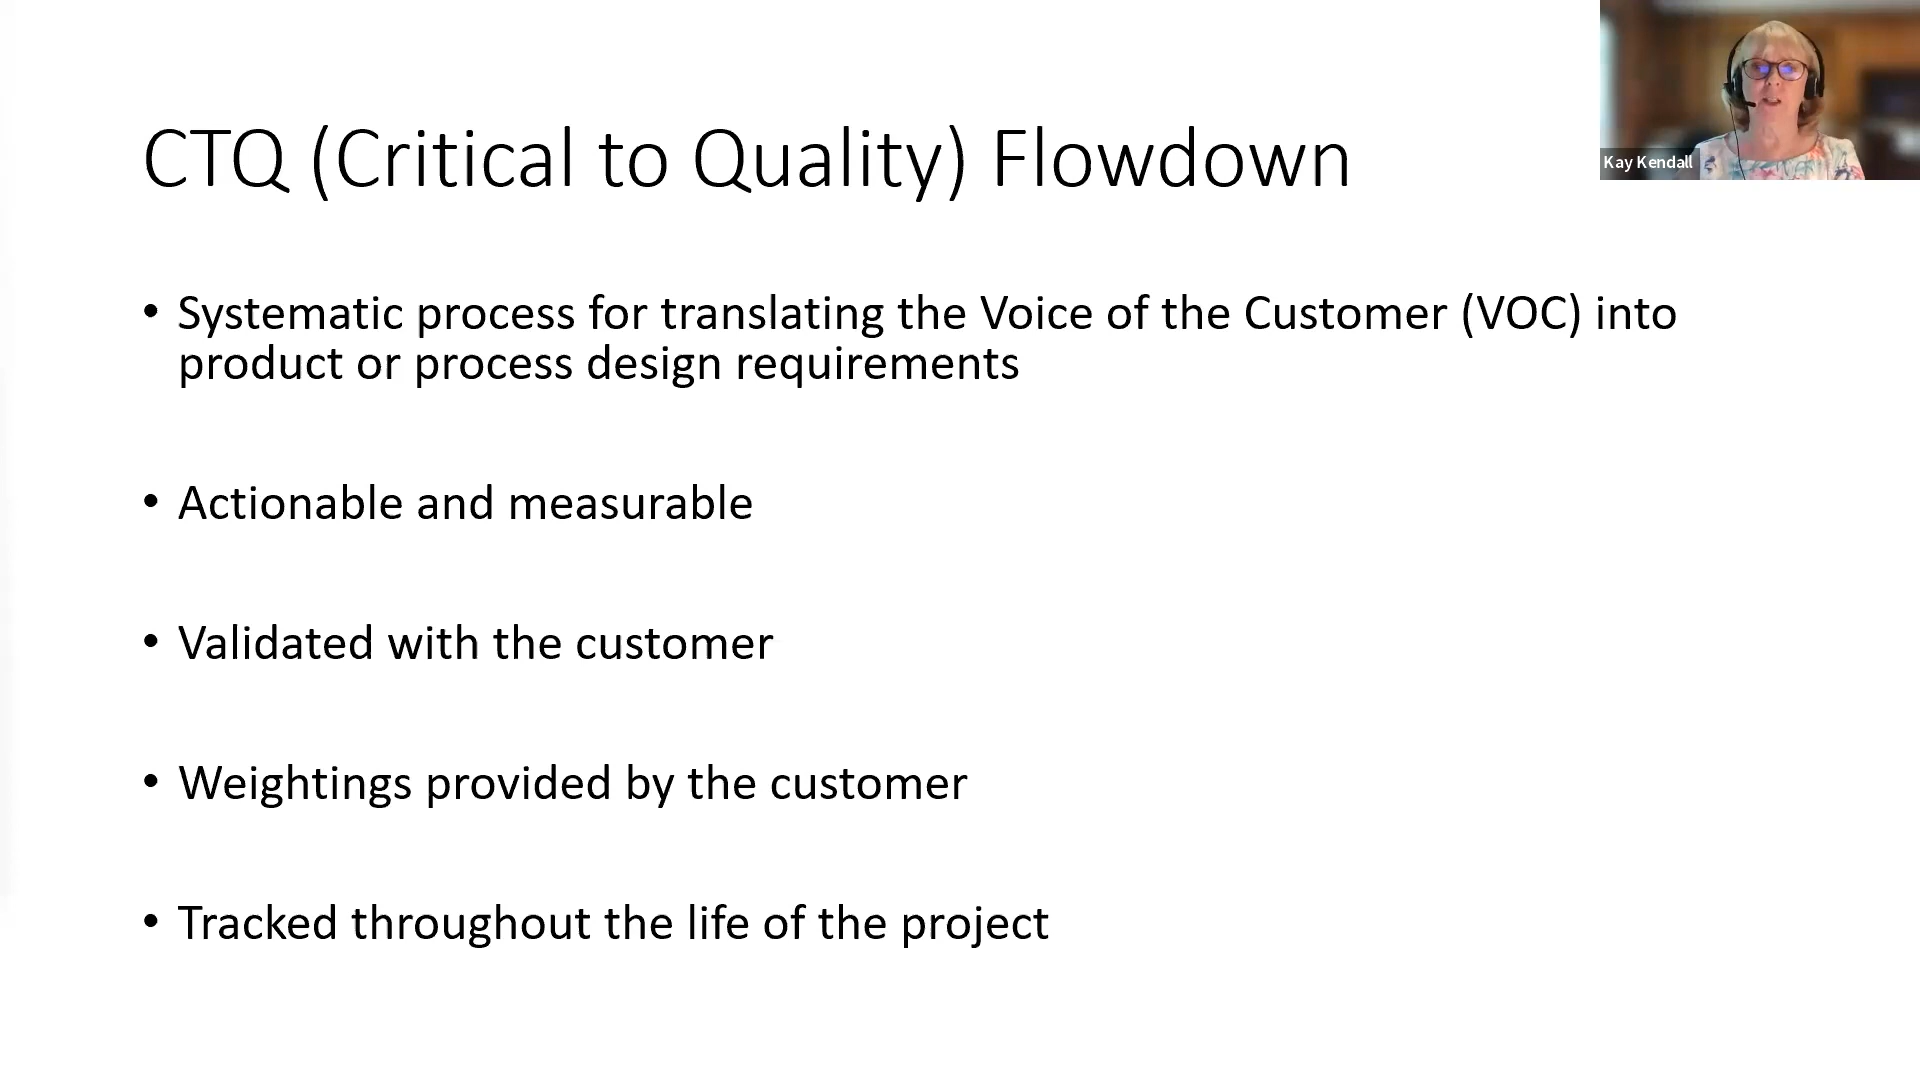 CTQ (Critical to Quality) Flowdown
Kay Kendall
• Systematic process for translating the Voice of the Customer (VOC) into
product or process design requirements
• Actionable and measurable
• Validated with the customer
• Weightings provided by the customer
• Tracked throughout the life of the project